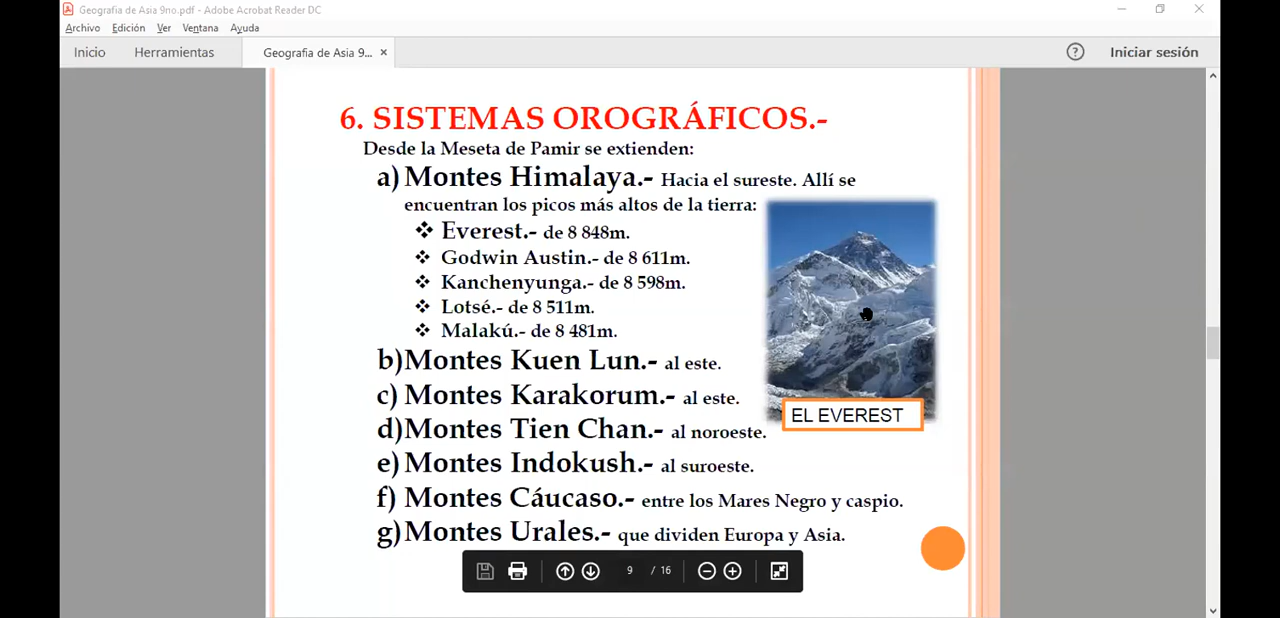 Geografia de Asia 9no.pdf - Adobe Acrobat Reader DC
Archivo Edición Ver Ventana Ayuda
Inicio Herramientas Geografia de Asia 9... × ? Iniciar sesión
6. SISTEMAS OROGRÁFICOS.-
Desde la Meseta de Pamir se extienden:
a) Montes Himalaya.- Hacia el sureste. Allí se
encuentran los picos más altos de la tierra:
❖ Everest.- de 8 848m.
❖ Godwin Austin.- de 8 611m.
❖ Kanchenyunga.- de 8 598m.
❖ Lotsé.- de 8 511m.
❖ Malakú.- de 8 481m.
b) Montes Kuen Lun.- al este.
c) Montes Karakorum.- al este.
EL EVEREST
d) Montes Tien Chan.- al noroeste.
e) Montes Indokush.- al suroeste.
f) Montes Cáucaso.- entre los Mares Negro y caspio.
g) Montes Urales.- que dividen Europa y Asia.
9 / 16